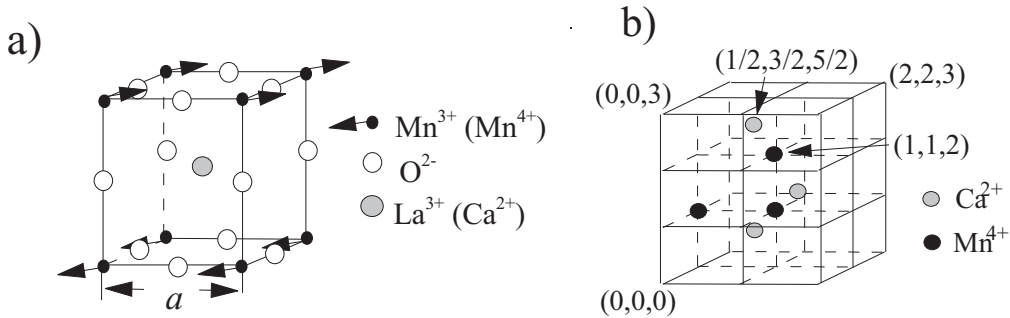 a)
Mn³⁺ (Mn⁴⁺)
O²⁻
La³⁺ (Ca²⁺)
a
b)
(1/2,3/2,5/2)
(0,0,3)
(2,2,3)
(1,1,2)
Ca²⁺
Mn⁴⁺
(0,0,0)